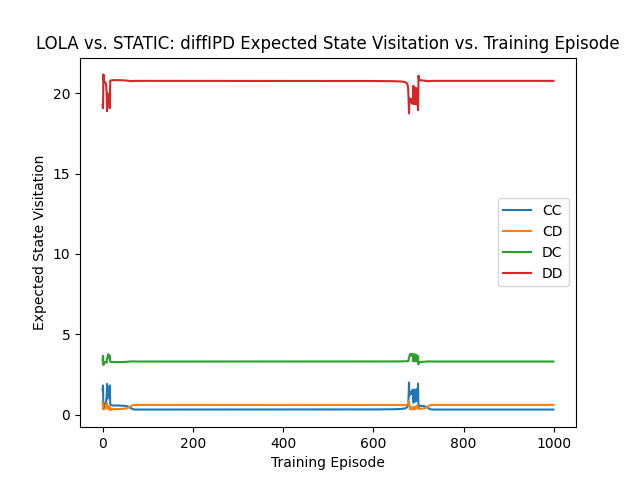 LOLA vs. STATIC: diffIPD Expected State Visitation vs. Training Episode
20
15
10
5
0
Expected State Visitation
CC
CD
DC
DD
0 200 400 600 800 1000
Training Episode